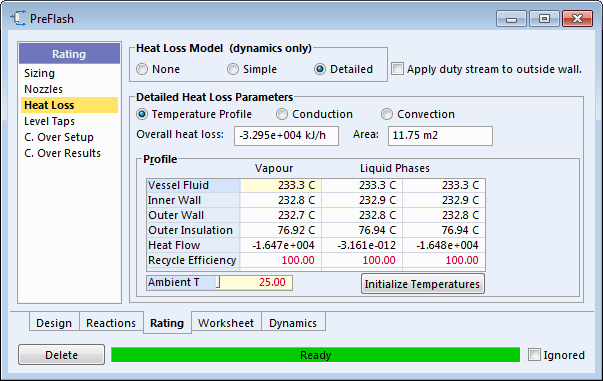 PreFlash
Rating
Sizing
Nozzles
Heat Loss
Level Taps
C. Over Setup
C. Over Results
Heat Loss Model (dynamics only)
None Simple Detailed
Apply duty stream to outside wall.
Detailed Heat Loss Parameters
Temperature Profile Conduction Convection
Overall heat loss: -3.295e+004 kJ/h Area: 11.75 m2
Profile
Vapour Liquid Phases
Vessel Fluid 233.3 C 233.3 C 233.3 C
Inner Wall 232.8 C 232.9 C 232.9 C
Outer Wall 232.7 C 232.8 C 232.8 C
Outer Insulation 76.92 C 76.94 C 76.94 C
Heat Flow -1.647e+004 -3.161e-012 -1.648e+004
Recycle Efficiency 100.00 100.00 100.00
Ambient T 25.00 Initialize Temperatures
Design Reactions Rating Worksheet Dynamics
Delete Ready Ignored